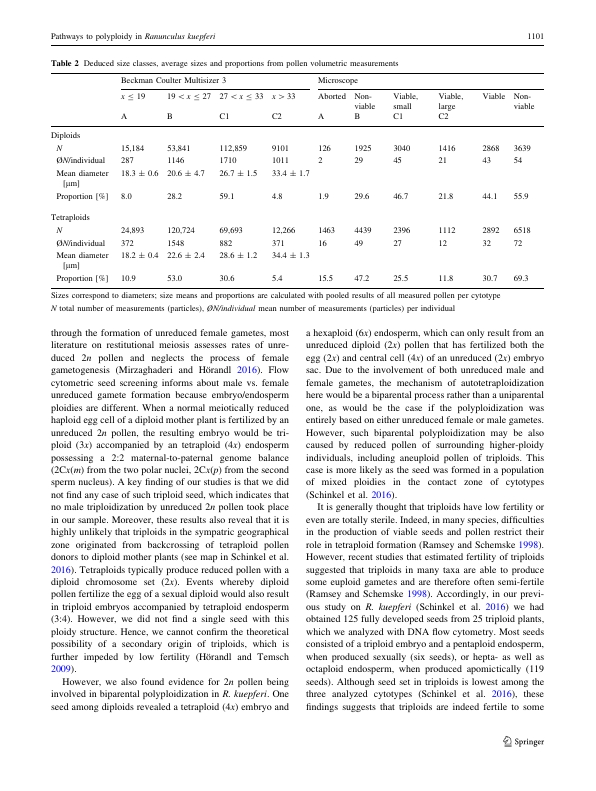 Pathways to polyploidy in Ranunculus kuepferi 1101
Table 2 Deduced size classes, average sizes and proportions from pollen volumetric measurements
Beckman Coulter Multisizer 3 Microscope
x ≤ 19 19 < x ≤ 27 27 < x ≤ 33 x > 33 Aborted Non-viable Viable, small Viable, large Viable Non-viable
A B C1 C2 A B C1 C2
Diploids
N 15,184 53,841 112,859 9101 126 1925 3040 1416 2868 3639
ØN/individual 287 1146 1710 1011 2 29 45 21 43 54
Mean diameter [μm] 18.3 ± 0.6 20.6 ± 4.7 26.7 ± 1.5 33.4 ± 1.7
Proportion [%] 8.0 28.2 59.1 4.8 1.9 29.6 46.7 21.8 44.1 55.9
Tetraploids
N 24,893 120,724 69,693 12,266 1463 4439 2396 1112 2892 6518
ØN/individual 372 1548 882 371 16 49 27 12 32 72
Mean diameter [μm] 18.2 ± 0.4 22.6 ± 2.4 28.6 ± 1.2 34.4 ± 1.3
Proportion [%] 10.9 53.0 30.6 5.4 15.5 47.2 25.5 11.8 30.7 69.3
Sizes correspond to diameters; size means and proportions are calculated with pooled results of all measured pollen per cytotype
N total number of measurements (particles), ØN/individual mean number of measurements (particles) per individual
through the formation of unreduced female gametes, most
literature on restitutional meiosis assesses rates of unre-
duced 2n pollen and neglects the process of female
gametogenesis (Mirzaghaderi and Hörandl 2016). Flow
cytometric seed screening informs about male vs. female
unreduced gamete formation because embryo/endosperm
ploidies are different. When a normal meiotically reduced
haploid egg cell of a diploid mother plant is fertilized by an
unreduced 2n pollen, the resulting embryo would be tri-
ploid (3x) accompanied by an tetraploid (4x) endosperm
possessing a 2:2 maternal-to-paternal genome balance
(2Cx(m) from the two polar nuclei, 2Cx(p) from the second
sperm nucleus). A key finding of our studies is that we did
not find any case of such triploid seed, which indicates that
no male triploidization by unreduced 2n pollen took place
in our sample. Moreover, these results also reveal that it is
highly unlikely that triploids in the sympatric geographical
zone originated from backcrossing of tetraploid pollen
donors to diploid mother plants (see map in Schinkel et al.
2016). Tetraploids typically produce reduced pollen with a
diploid chromosome set (2x). Events whereby diploid
pollen fertilize the egg of a sexual diploid would also result
in triploid embryos accompanied by tetraploid endosperm
(3:4). However, we did not find a single seed with this
ploidy structure. Hence, we cannot confirm the theoretical
possibility of a secondary origin of triploids, which is
further impeded by low fertility (Hörandl and Temsch
2009).
However, we also found evidence for 2n pollen being
involved in biparental polyploidization in R. kuepferi. One
seed among diploids revealed a tetraploid (4x) embryo and
a hexaploid (6x) endosperm, which can only result from an
unreduced diploid (2x) pollen that has fertilized both the
egg (2x) and central cell (4x) of an unreduced (2x) embryo
sac. Due to the involvement of both unreduced male and
female gametes, the mechanism of autotetraploidization
here would be a biparental process rather than a uniparental
one, as would be the case if the polyploidization was
entirely based on either unreduced female or male gametes.
However, such biparental polyploidization may be also
caused by reduced pollen of surrounding higher-ploidy
individuals, including aneuploid pollen of triploids. This
case is more likely as the seed was formed in a population
of mixed ploidies in the contact zone of cytotypes
(Schinkel et al. 2016).
It is generally thought that triploids have low fertility or
even are totally sterile. Indeed, in many species, difficulties
in the production of viable seeds and pollen restrict their
role in tetraploid formation (Ramsey and Schemske 1998).
However, recent studies that estimated fertility of triploids
suggested that triploids in many taxa are able to produce
some euploid gametes and are therefore often semi-fertile
(Ramsey and Schemske 1998). Accordingly, in our previ-
ous study on R. kuepferi (Schinkel et al. 2016) we had
obtained 125 fully developed seeds from 25 triploid plants,
which we analyzed with DNA flow cytometry. Most seeds
consisted of a triploid embryo and a pentaploid endosperm,
when produced sexually (six seeds), or hepta- as well as
octaploid endosperm, when produced apomictically (119
seeds). Although seed set in triploids is lowest among the
three analyzed cytotypes (Schinkel et al. 2016), these
findings suggests that triploids are indeed fertile to some
Springer